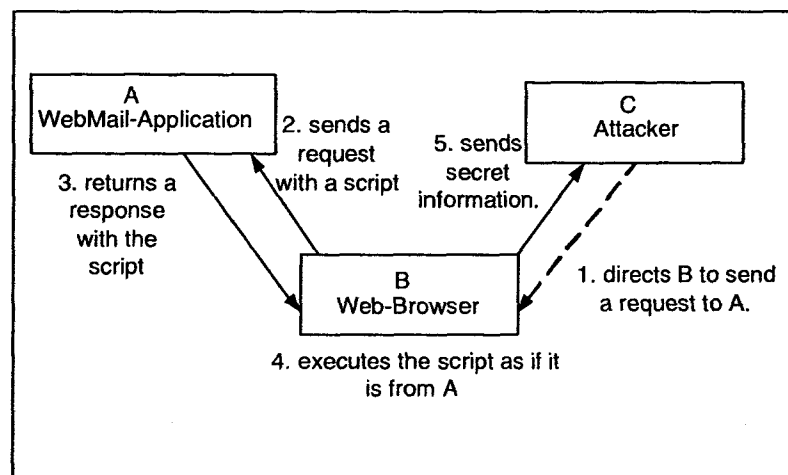 A
WebMail-Application
C
Attacker
2. sends a
request
with a script
5. sends
secret
information.
3. returns a
response
with the
script
B
Web-Browser
1. directs B to send
a request to A.
4. executes the script as if it
is from A